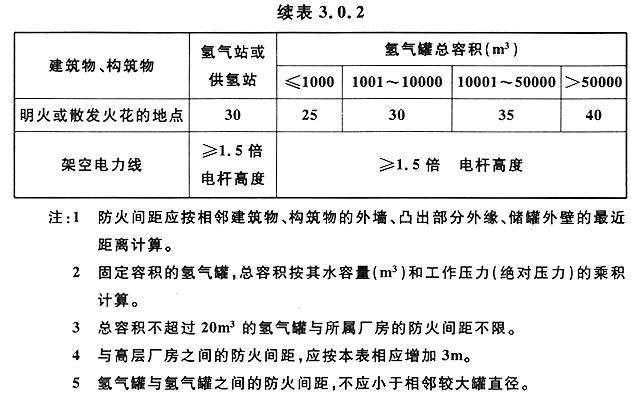 续表 3.0.2
建筑物、构筑物 氢气站或供氢站 氢气罐总容积(m³)
≤1000 1001~10000 10001~50000 >50000
明火或散发火花的地点 30 25 30 35 40
架空电力线 ≥1.5 倍电杆高度 ≥1.5 倍 电杆高度
注:1 防火间距应按相邻建筑物、构筑物的外墙、凸出部分外缘、储罐外壁的最近
距离计算。
2 固定容积的氢气罐,总容积按其水容量(m³)和工作压力(绝对压力)的乘积
计算。
3 总容积不超过 20m³ 的氢气罐与所属厂房的防火间距不限。
4 与高层厂房之间的防火间距,应按本表相应增加 3m。
5 氢气罐与氢气罐之间的防火间距,不应小于相邻较大罐直径。